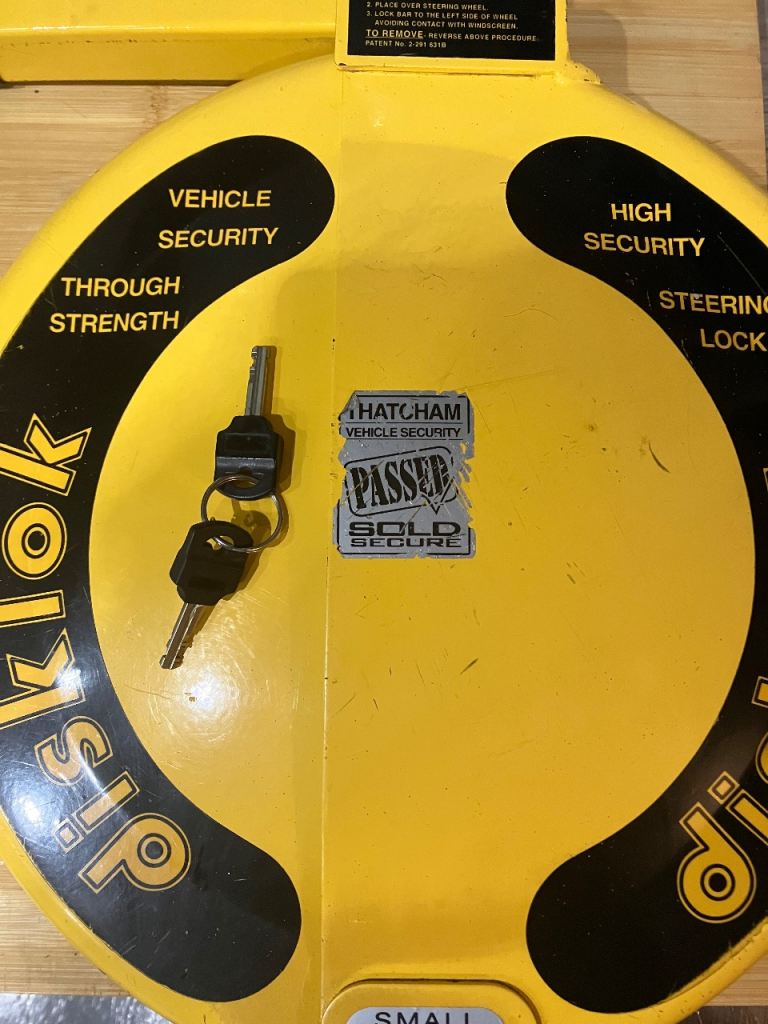 2. PLACE OVER STEERING WHEEL.
3. LOCK BAR TO THE LEFT SIDE OF WHEEL
AVOIDING CONTACT WITH WINDSCREEN.
TO REMOVE- REVERSE ABOVE PROCEDURE.
PATENT No. 2-291 631B
VEHICLE
SECURITY
THROUGH
STRENGTH
disklok
HIGH
SECURITY
STEERING
LOCK
THATCHAM
VEHICLE SECURITY
PASSED
SOLD
SECURE
di
SMALL